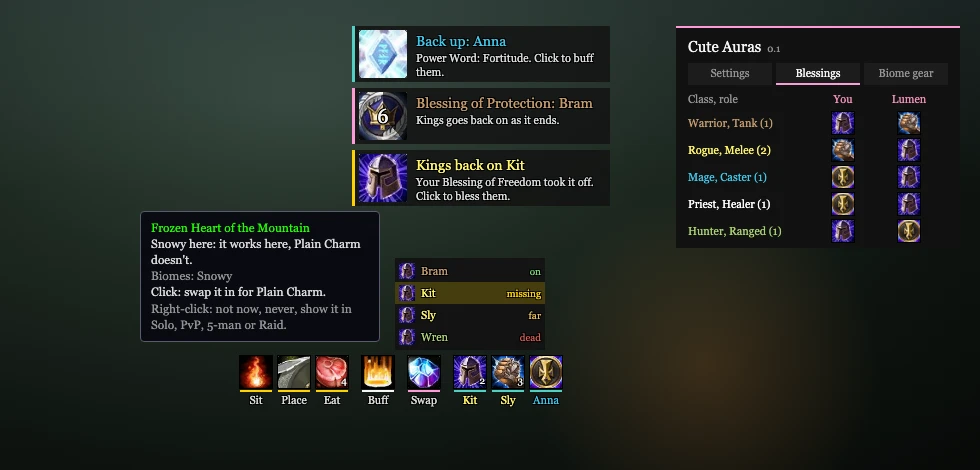 Back up: Anna
Power Word: Fortitude. Click to buff
them.
6
Blessing of Protection: Bram
Kings goes back on as it ends.
Kings back on Kit
Your Blessing of Freedom took it off.
Click to bless them.
Cute Auras 0.1
Settings Blessings Biome gear
Class, role You Lumen
Warrior, Tank (1)
Rogue, Melee (2)
Mage, Caster (1)
Priest, Healer (1)
Hunter, Ranged (1)
Frozen Heart of the Mountain
Snowy here: it works here, Plain Charm
doesn't.
Biomes: Snowy
Click: swap it in for Plain Charm.
Right-click: not now, never, show it in
Solo, PvP, 5-man or Raid.
Bram on
Kit missing
Sly far
Wren dead
4 2 3
Sit Place Eat Buff Swap Kit Sly Anna